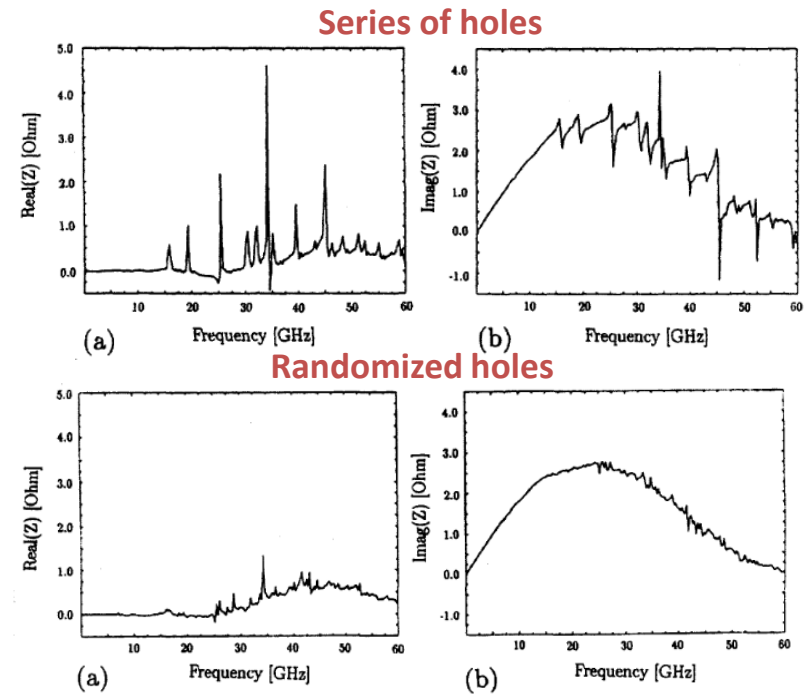 Series of holes
5.0
4.0
3.0
2.0
1.0
0.0
Real(Z) [Ohm]
10 20 30 40 50 60
Frequency [GHz]
(a)
4.0
3.0
2.0
1.0
0.0
-1.0
Imag(Z) [Ohm]
10 20 30 40 50 60
Frequency [GHz]
(b)
Randomized holes
5.0
4.0
3.0
2.0
1.0
0.0
Real(Z) [Ohm]
10 20 30 40 50 60
Frequency [GHz]
(a)
4.0
3.0
2.0
1.0
0.0
-1.0
Imag(Z) [Ohm]
10 20 30 40 50 60
Frequency [GHz]
(b)